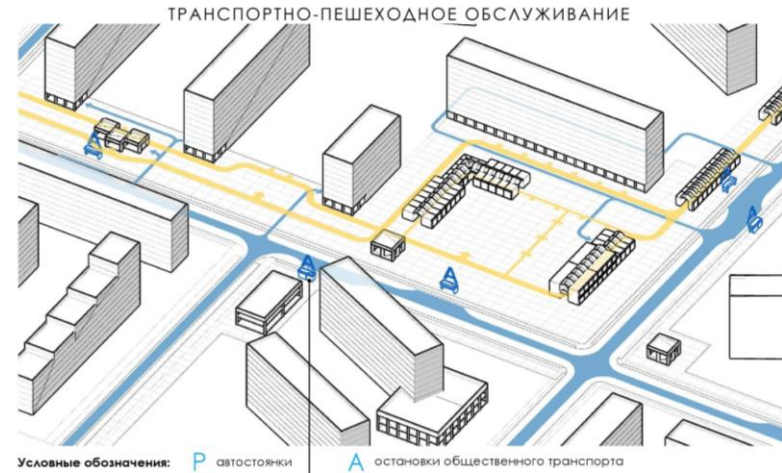 ТРАНСПОРТНО-ПЕШЕХОДНОЕ ОБСЛУЖИВАНИЕ
А
А
А
А
А
Условные обозначения: Р автостоянки А остановки общественного транспорта